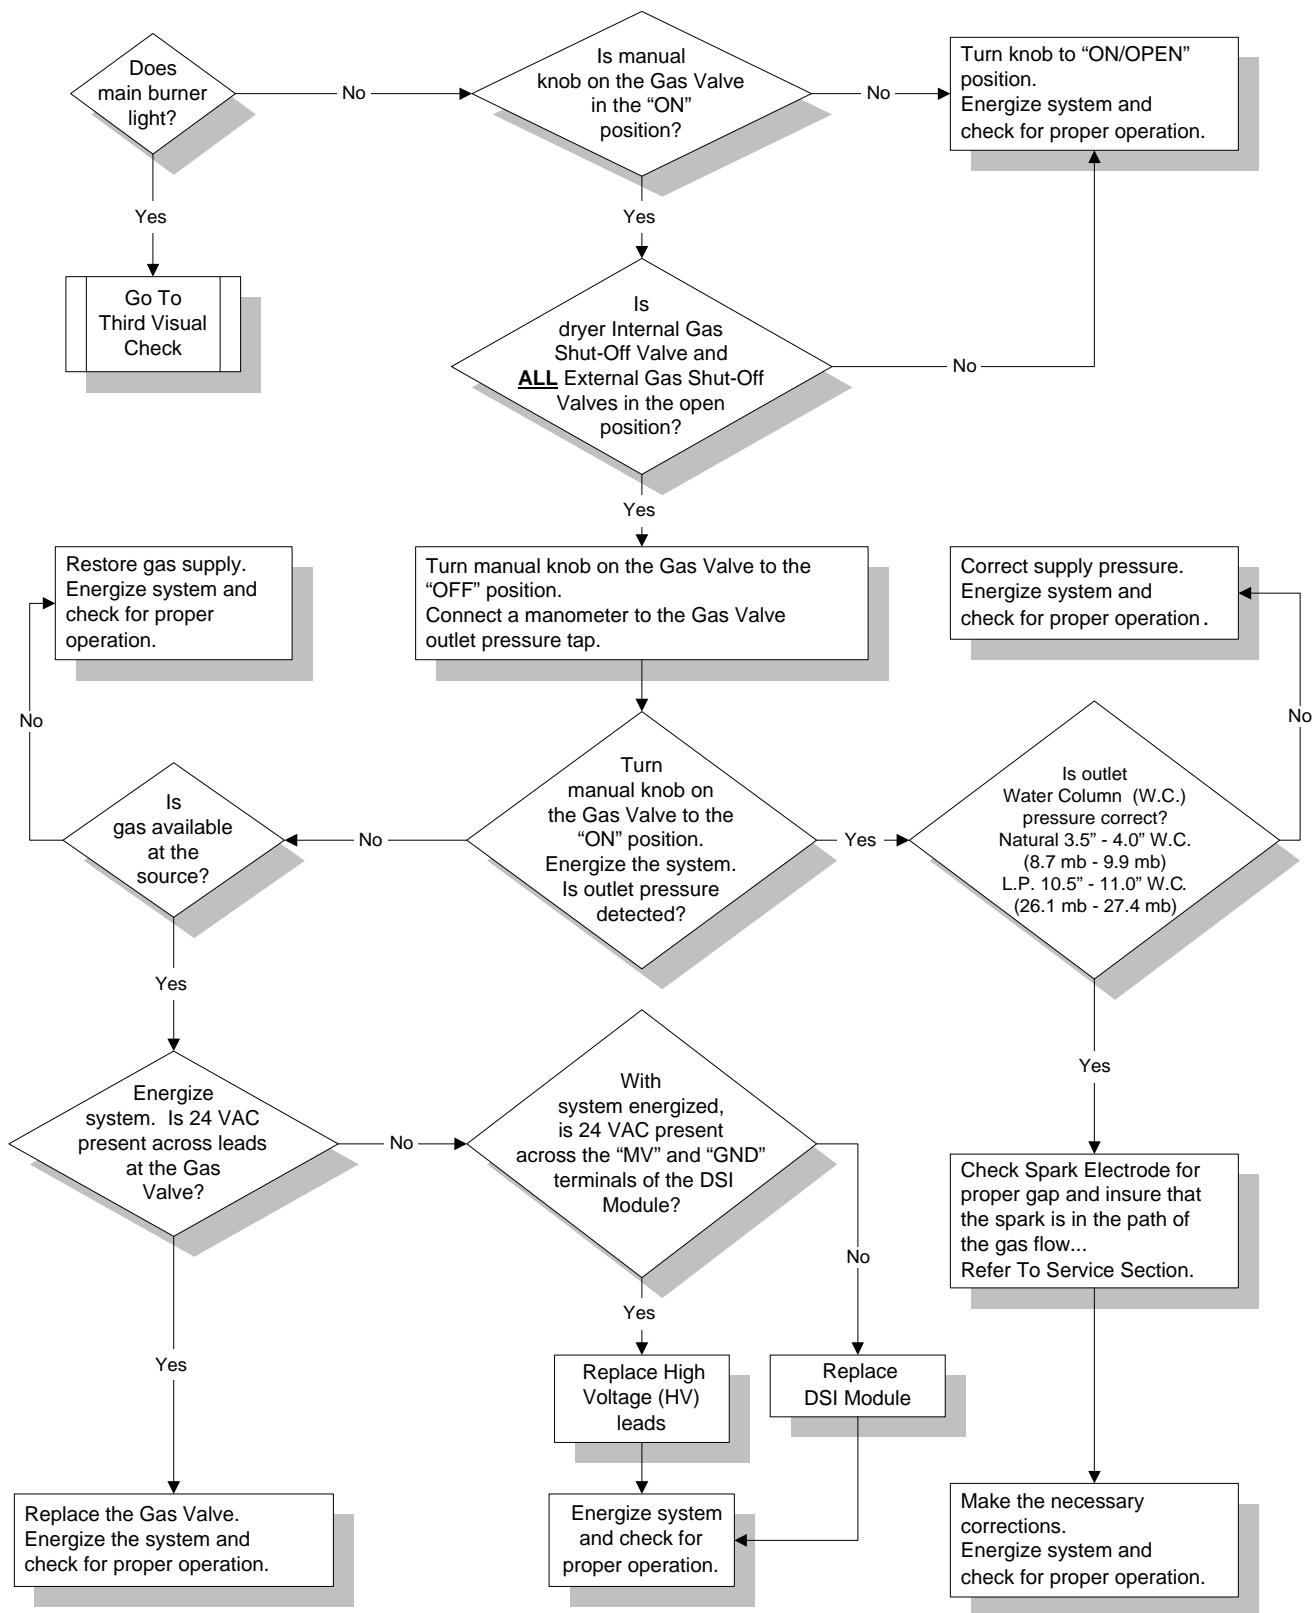 Does
main burner
light?
No
Is manual
knob on the Gas Valve
in the “ON”
position?
No
Turn knob to “ON/OPEN”
position.
Energize system and
check for proper operation.
Yes
Yes
Go To
Third Visual
Check
Is
dryer Internal Gas
Shut-Off Valve and
ALL External Gas Shut-Off
Valves in the open
position?
No
Yes
Restore gas supply.
Energize system and
check for proper
operation.
Turn manual knob on the Gas Valve to the
“OFF” position.
Connect a manometer to the Gas Valve
outlet pressure tap.
Correct supply pressure.
Energize system and
check for proper operation.
No
No
Is
gas available
at the
source?
No
Turn
manual knob on
the Gas Valve to the
“ON” position.
Energize the system.
Is outlet pressure
detected?
Yes
Is outlet
Water Column (W.C.)
pressure correct?
Natural 3.5” - 4.0” W.C.
(8.7 mb - 9.9 mb)
L.P. 10.5” - 11.0” W.C.
(26.1 mb - 27.4 mb)
Yes
Yes
Energize
system. Is 24 VAC
present across leads
at the Gas
Valve?
No
With
system energized,
is 24 VAC present
across the “MV” and “GND”
terminals of the DSI
Module?
Check Spark Electrode for
proper gap and insure that
the spark is in the path of
the gas flow...
Refer To Service Section.
No
Yes
Yes
Replace High
Voltage (HV)
leads
Replace
DSI Module
Replace the Gas Valve.
Energize the system and
check for proper operation.
Energize system
and check for
proper operation.
Make the necessary
corrections.
Energize system and
check for proper operation.